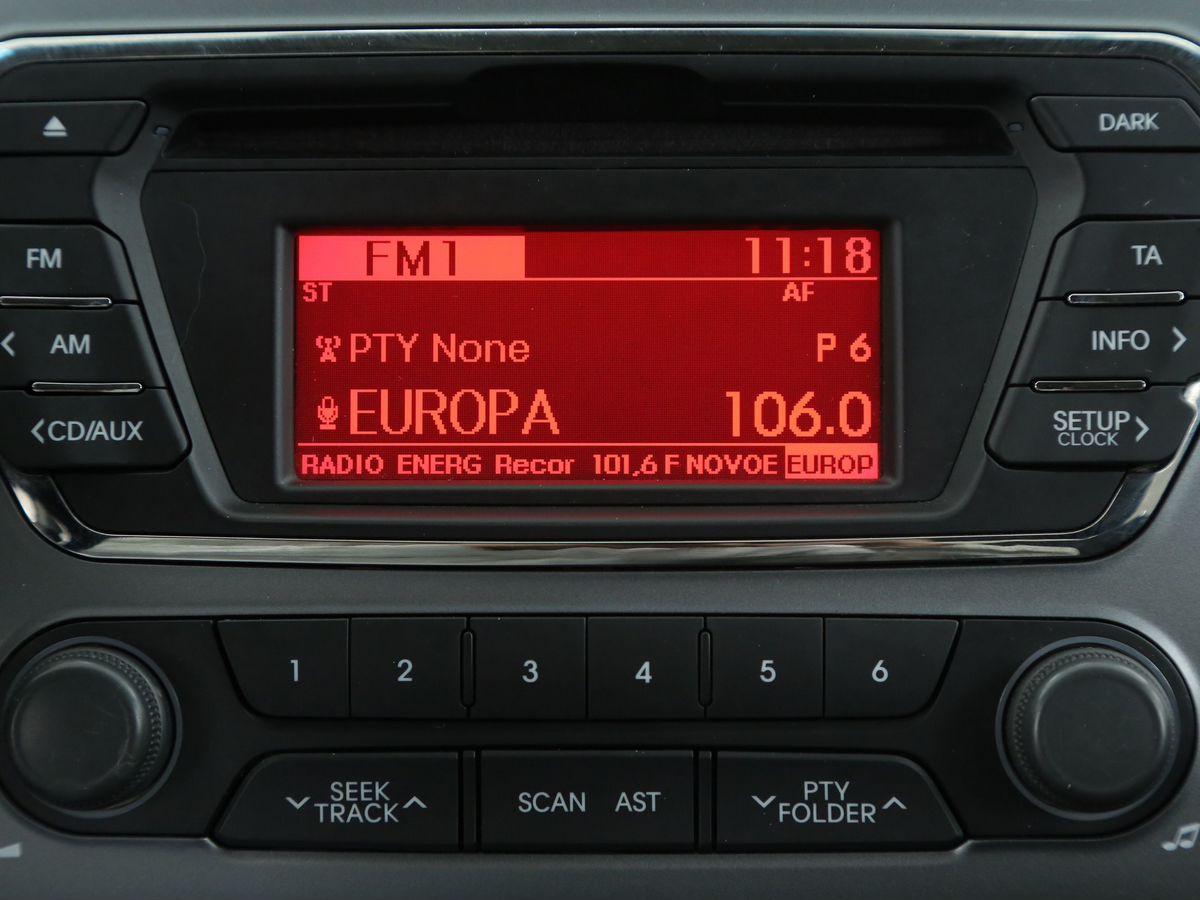 DARK
FM1 11:18
FM TA
ST AF
AM INFO
PTY None P 6
EUROPA 106.0
CD/AUX SETUP
CLOCK
RADIO ENERG Recor 101,6 F NOVOE EUROP
1 2 3 4 5 6
SEEK
TRACK
SCAN AST
PTY
FOLDER